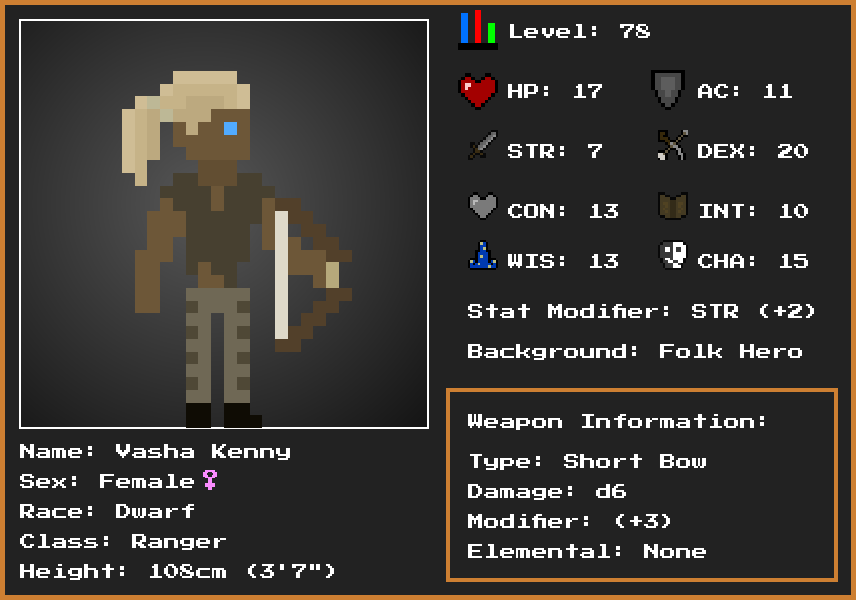 Level: 78
HP: 17 AC: 11
STR: 7 DEX: 20
CON: 13 INT: 10
WIS: 13 CHA: 15
Stat Modifier: STR (+2)
Background: Folk Hero
Weapon Information:
Type: Short Bow
Damage: d6
Modifier: (+3)
Elemental: None
Name: Vasha Kenny
Sex: Female♀
Race: Dwarf
Class: Ranger
Height: 108cm (3'7")